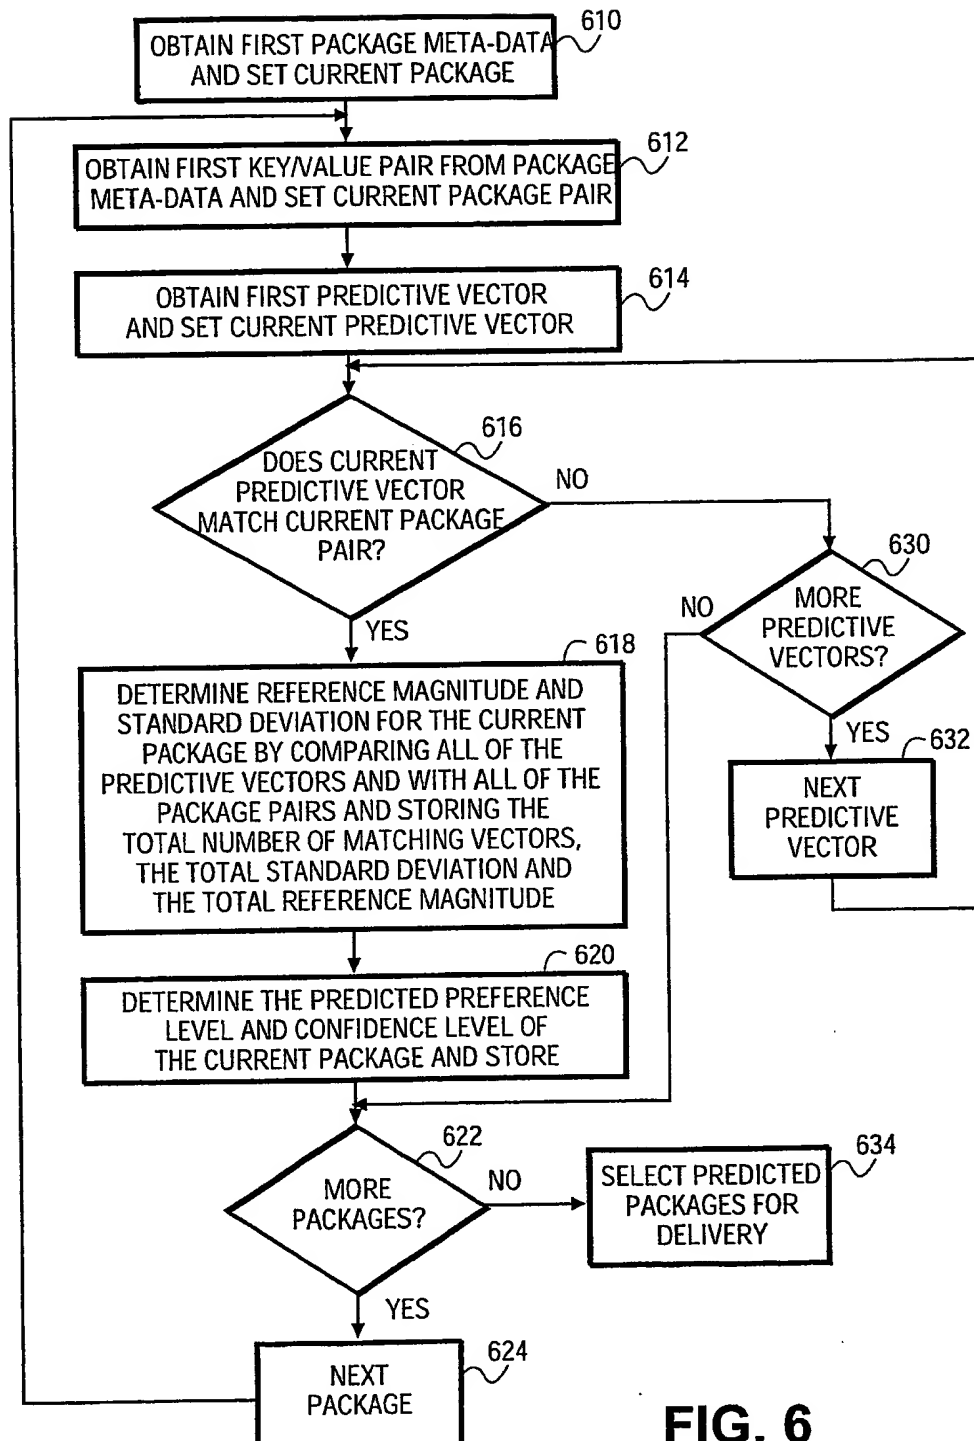 610
OBTAIN FIRST PACKAGE META-DATA
AND SET CURRENT PACKAGE
612
OBTAIN FIRST KEY/VALUE PAIR FROM PACKAGE
META-DATA AND SET CURRENT PACKAGE PAIR
614
OBTAIN FIRST PREDICTIVE VECTOR
AND SET CURRENT PREDICTIVE VECTOR
616
DOES CURRENT
PREDICTIVE VECTOR
MATCH CURRENT PACKAGE
PAIR?
NO
YES
630
MORE
PREDICTIVE
VECTORS?
NO
YES
632
NEXT
PREDICTIVE
VECTOR
618
DETERMINE REFERENCE MAGNITUDE AND
STANDARD DEVIATION FOR THE CURRENT
PACKAGE BY COMPARING ALL OF THE
PREDICTIVE VECTORS AND WITH ALL OF THE
PACKAGE PAIRS AND STORING THE
TOTAL NUMBER OF MATCHING VECTORS,
THE TOTAL STANDARD DEVIATION AND
THE TOTAL REFERENCE MAGNITUDE
620
DETERMINE THE PREDICTED PREFERENCE
LEVEL AND CONFIDENCE LEVEL OF
THE CURRENT PACKAGE AND STORE
622
MORE
PACKAGES?
NO
YES
634
SELECT PREDICTED
PACKAGES FOR
DELIVERY
624
NEXT
PACKAGE
FIG. 6